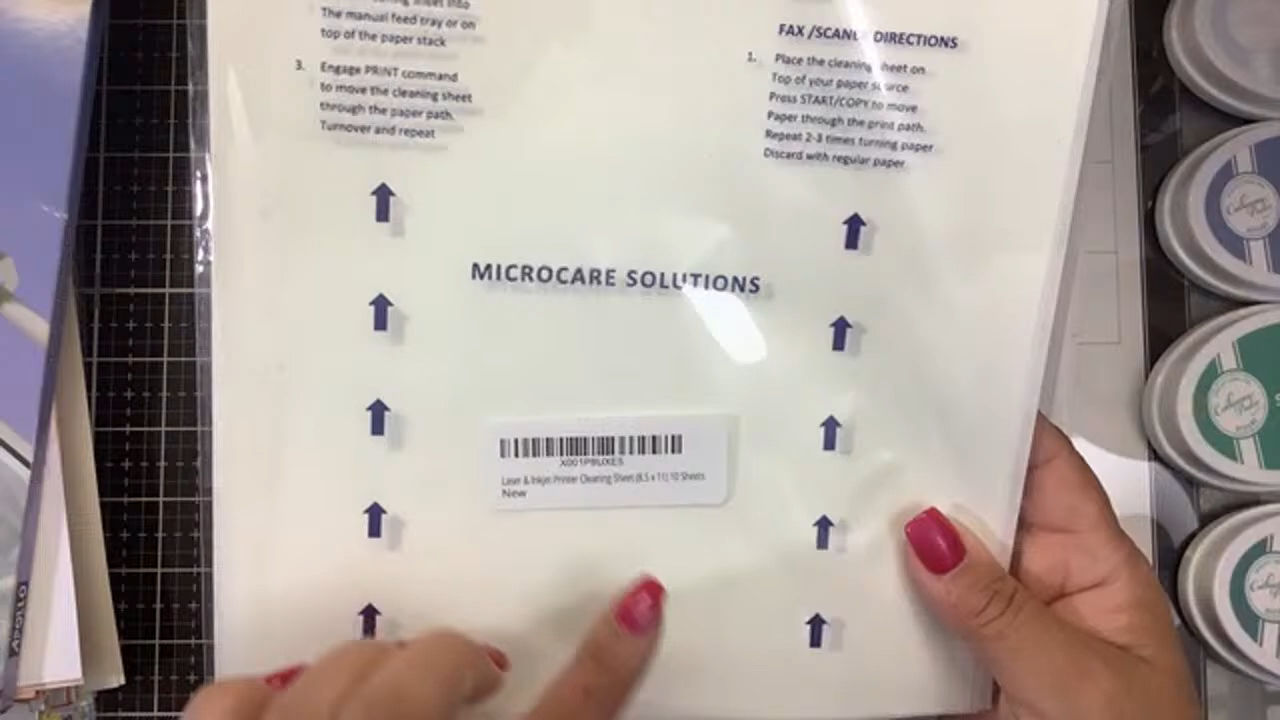 The manual feed tray or on
top of the paper stack
3. Engage PRINT command
to move the cleaning sheet
through the paper path.
Turnover and repeat
FAX /SCAN DIRECTIONS
1. Place the cleaning sheet on
Top of your paper source
Press START/COPY to move
Paper through the print path.
Repeat 2-3 times turning paper
Discard with regular paper
MICROCARE SOLUTIONS
Laser & Inkjet Printer Cleaning Sheet (8.5 x 11) 10 Sheets
New
APOLLO